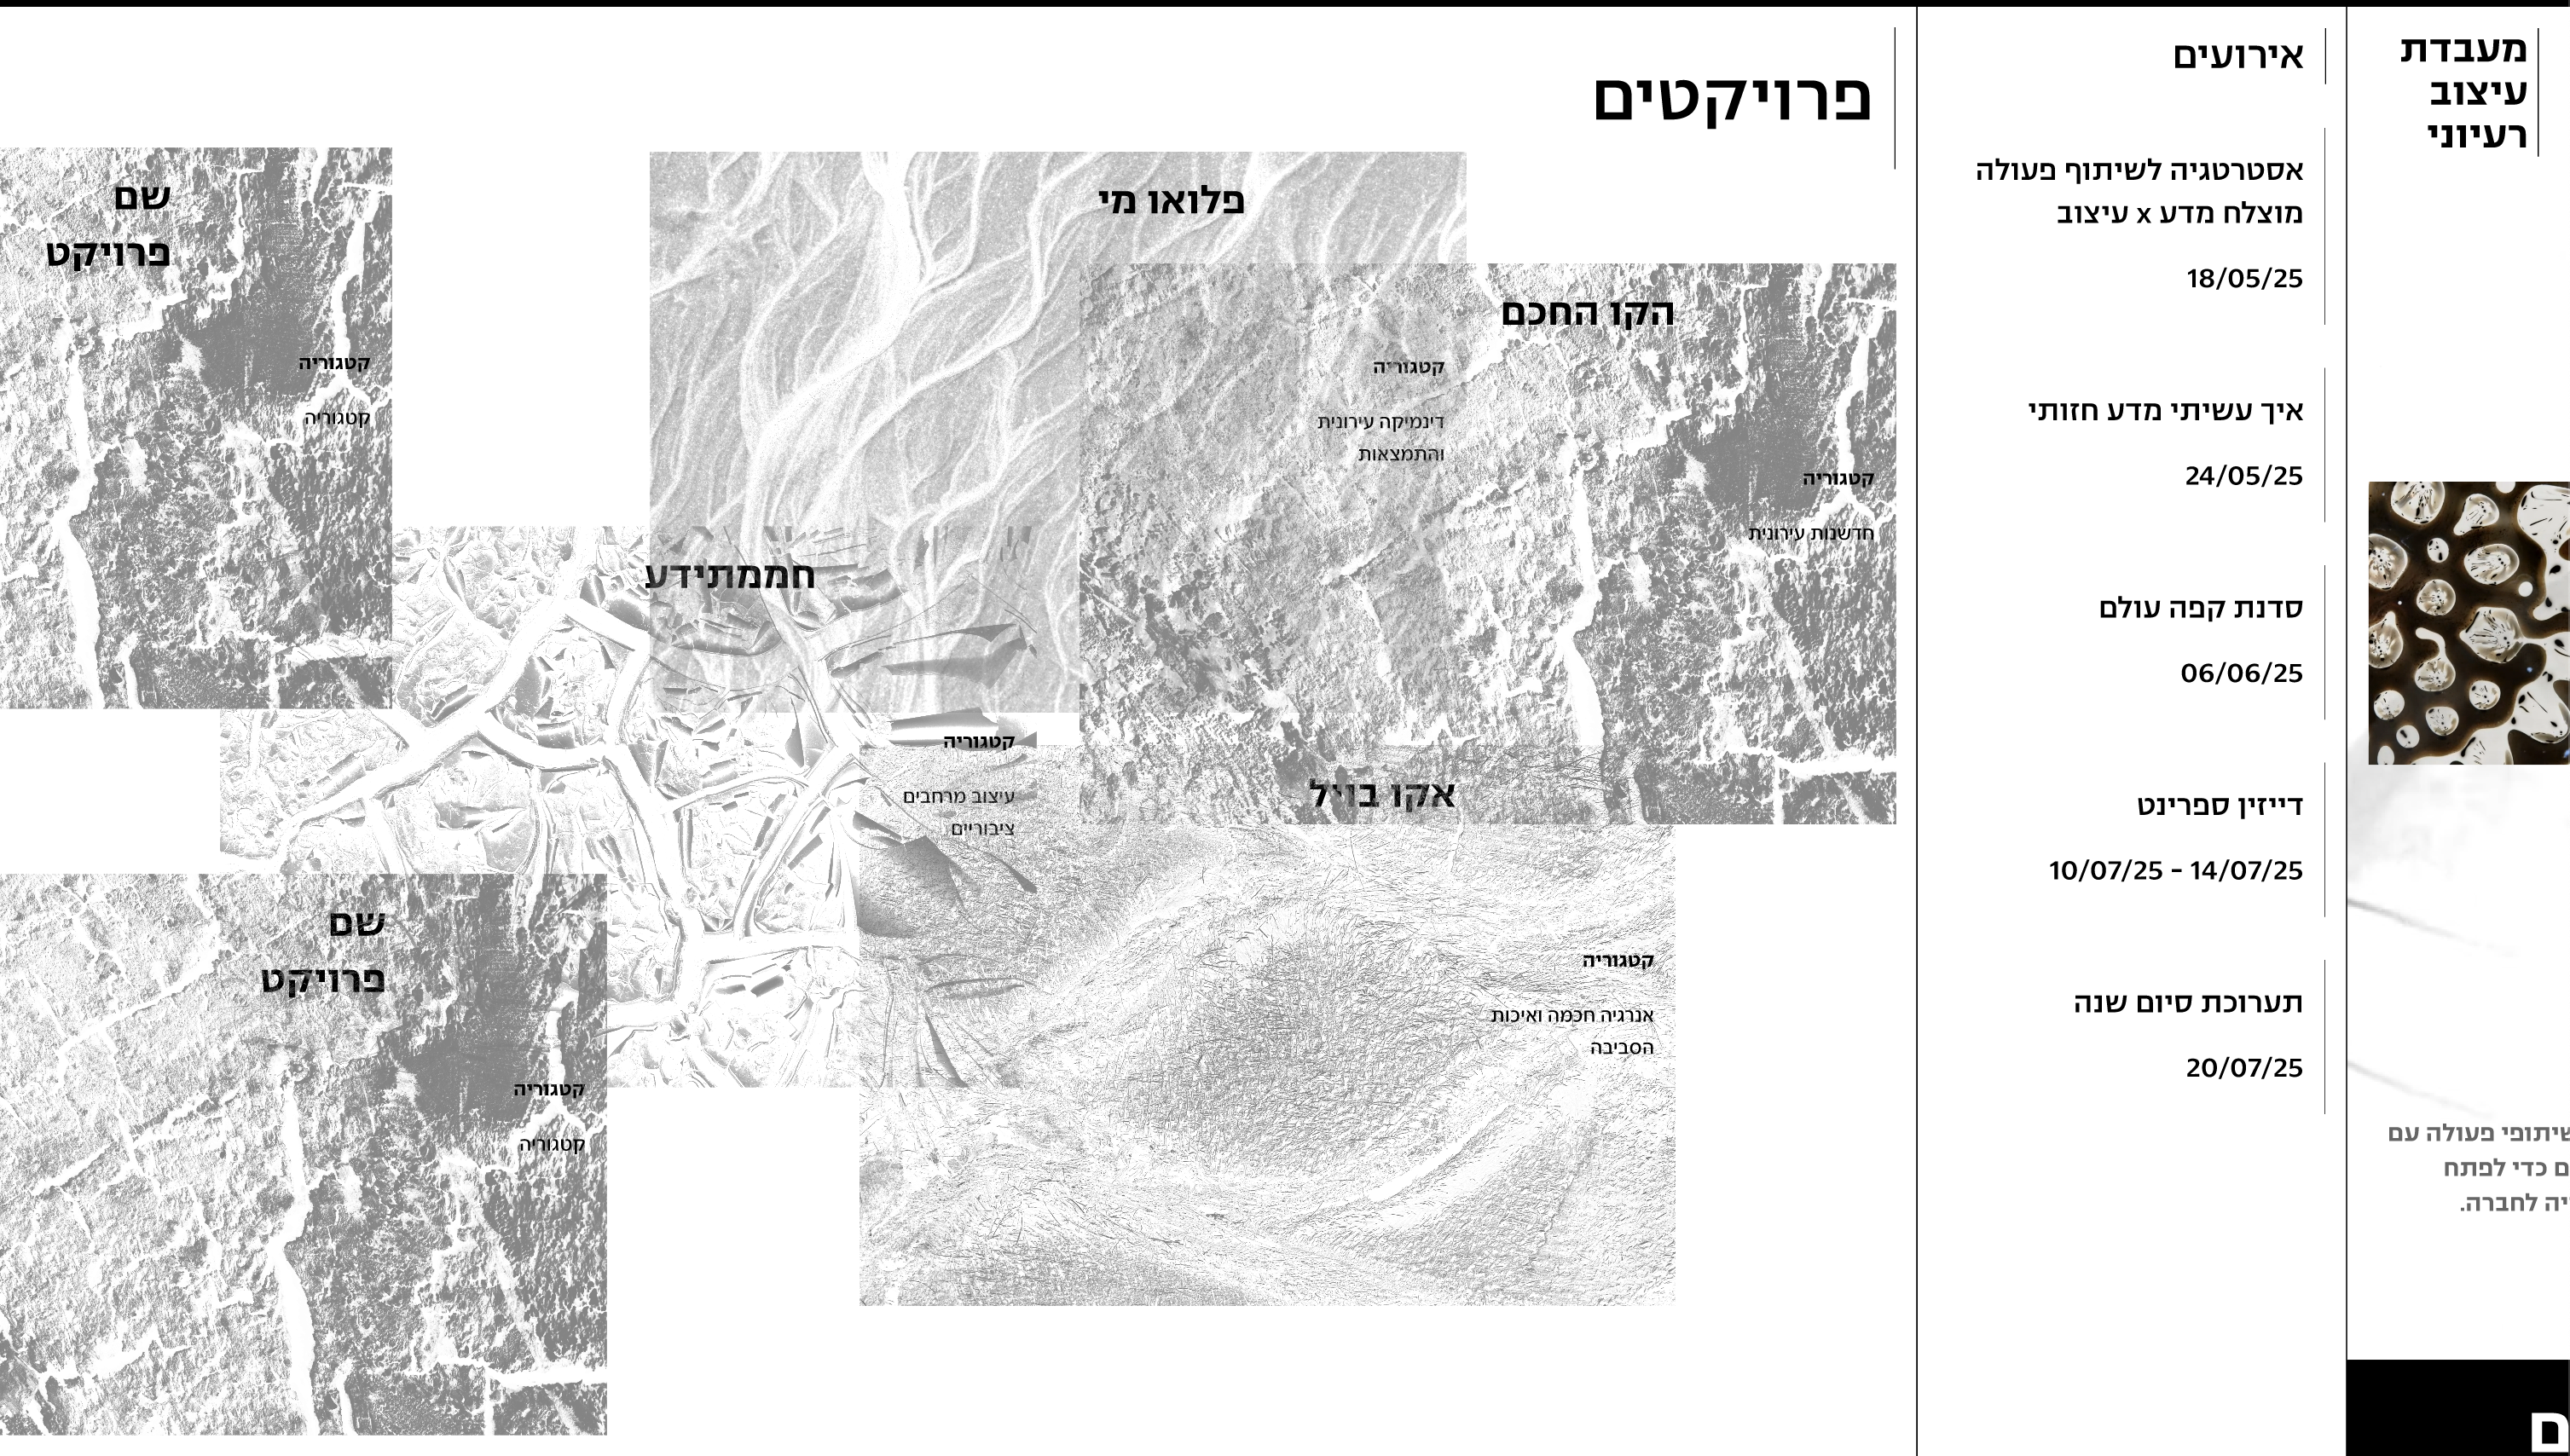 מעבדת
עיצוב
רעיוני
שיתופי פעולה עם
כדי לפתח
לחברה.
אירועים
אסטרטגיה לשיתוף פעולה
מוצלח מדע x עיצוב
18/05/25
איך עשיתי מדע חזותי
24/05/25
סדנת קפה עולם
06/06/25
דייזין ספרינט
10/07/25 - 14/07/25
תערוכת סיום שנה
20/07/25
פרויקטים
הקו החכם
קטגוריה
חדשנות עירונית
פלואו מי
קטגוריה
דינמיקה עירונית
והתמצאות
אקו בויל
קטגוריה
אנרגיה חכמה ואיכות
הסביבה
חממתידע
קטגוריה
עיצוב מרחבים
ציבוריים
שם
פרויקט
קטגוריה
קטגוריה
שם
פרויקט
קטגוריה
קטגוריה